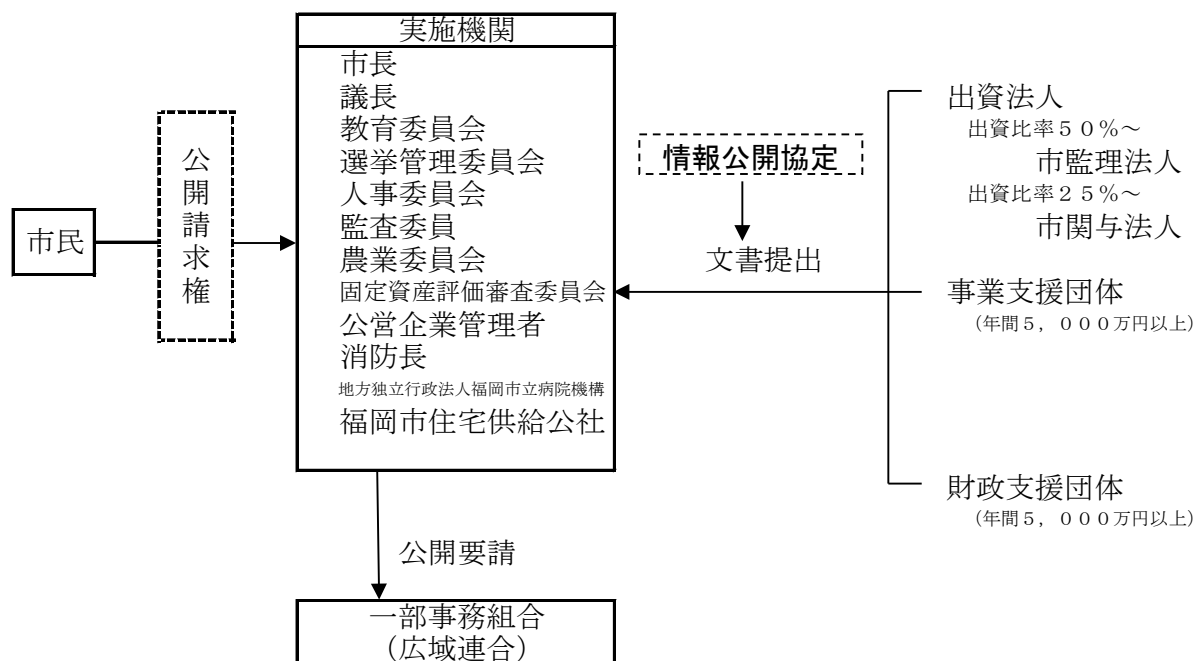 市民
公開請求権
実施機関
市長
議長
教育委員会
選挙管理委員会
人事委員会
監査委員
農業委員会
固定資産評価審査委員会
公営企業管理者
消防長
地方独立行政法人福岡市立病院機構
福岡市住宅供給公社
公開要請
一部事務組合
(広域連合)
情報公開協定
文書提出
出資法人
出資比率50%～
市監理法人
出資比率25%～
市関与法人
事業支援団体
(年間5,000万円以上)
財政支援団体
(年間5,000万円以上)